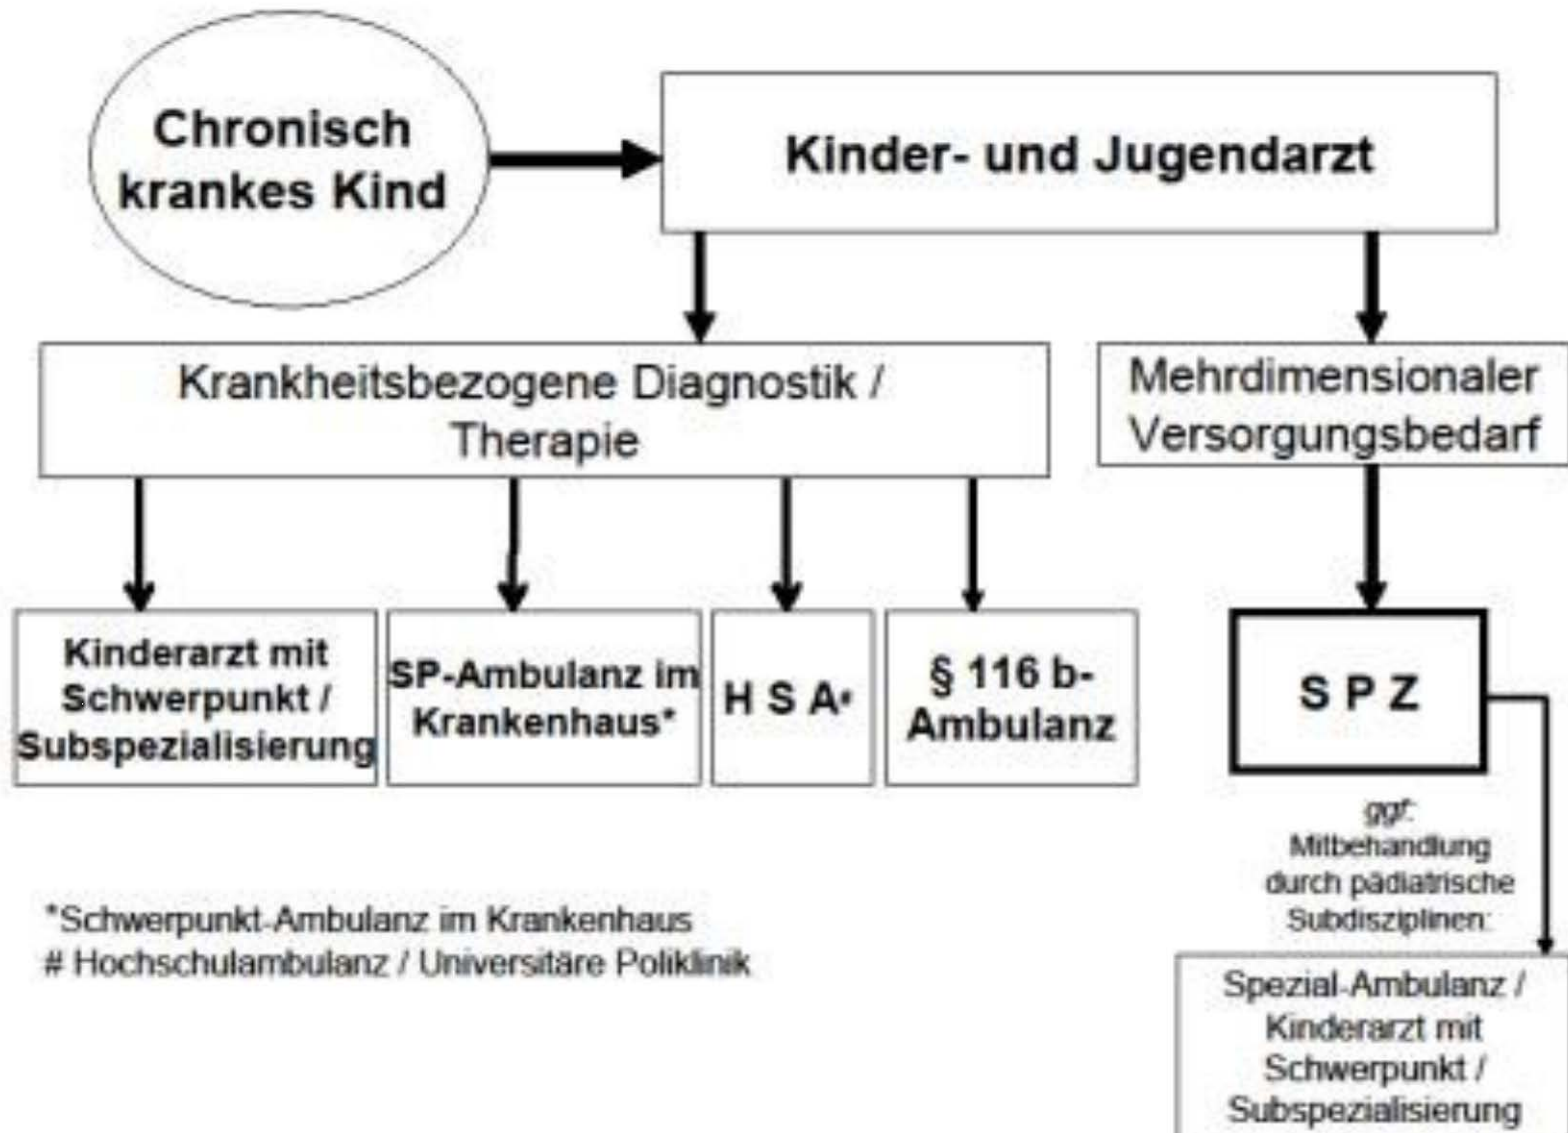 Chronisch
krankes Kind
Kinder- und Jugendarzt
Krankheitsbezogene Diagnostik /
Therapie
Mehrdimensionaler
Versorgungsbedarf
Kinderarzt mit
Schwerpunkt /
Subspezialisierung
SP-Ambulanz im
Krankenhaus*
H S A#
§ 116 b-
Ambulanz
S P Z
ggf.
Mitbehandlung
durch pädiatrische
Subdisziplinen:
Spezial-Ambulanz /
Kinderarzt mit
Schwerpunkt /
Subspezialisierung
*Schwerpunkt-Ambulanz im Krankenhaus
# Hochschulambulanz / Universitäre Poliklinik